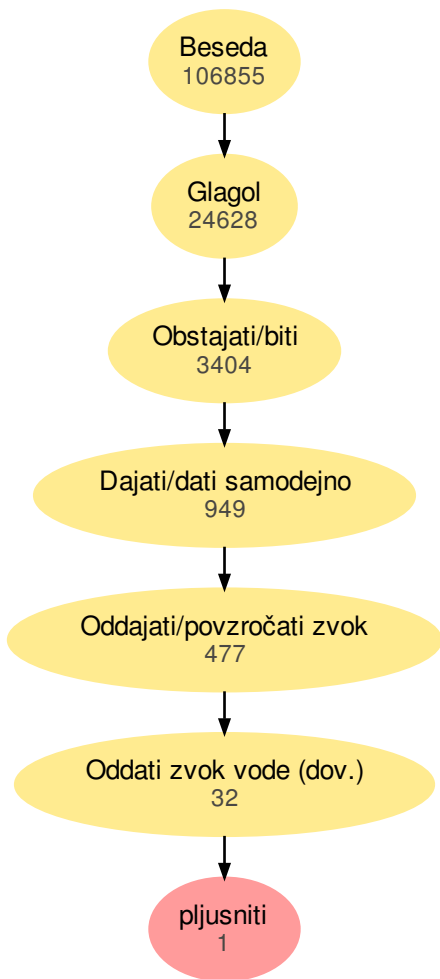 Beseda
106855
Glagol
24628
Obstajati/biti
3404
Dajati/dati samodejno
949
Oddajati/povzročati zvok
477
Oddati zvok vode (dov.)
32
pljusniti
1